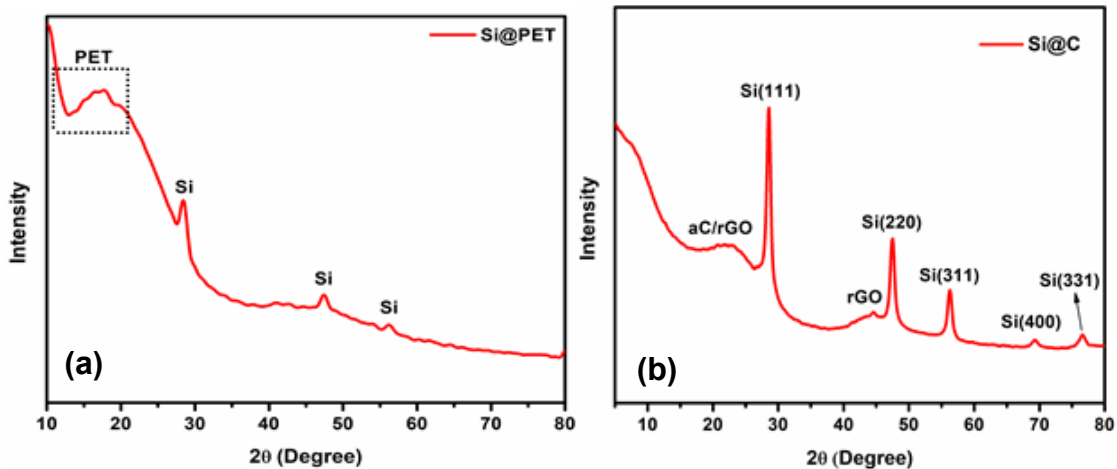 Si@PET
PET
Si
Si
Si
Intensity
(a)
10 20 30 40 50 60 70 80
2θ (Degree)
Si@C
Si(111)
aC/rGO
Si(220)
rGO
Si(311)
Si(331)
Si(400)
Intensity
(b)
10 20 30 40 50 60 70 80
2θ (Degree)